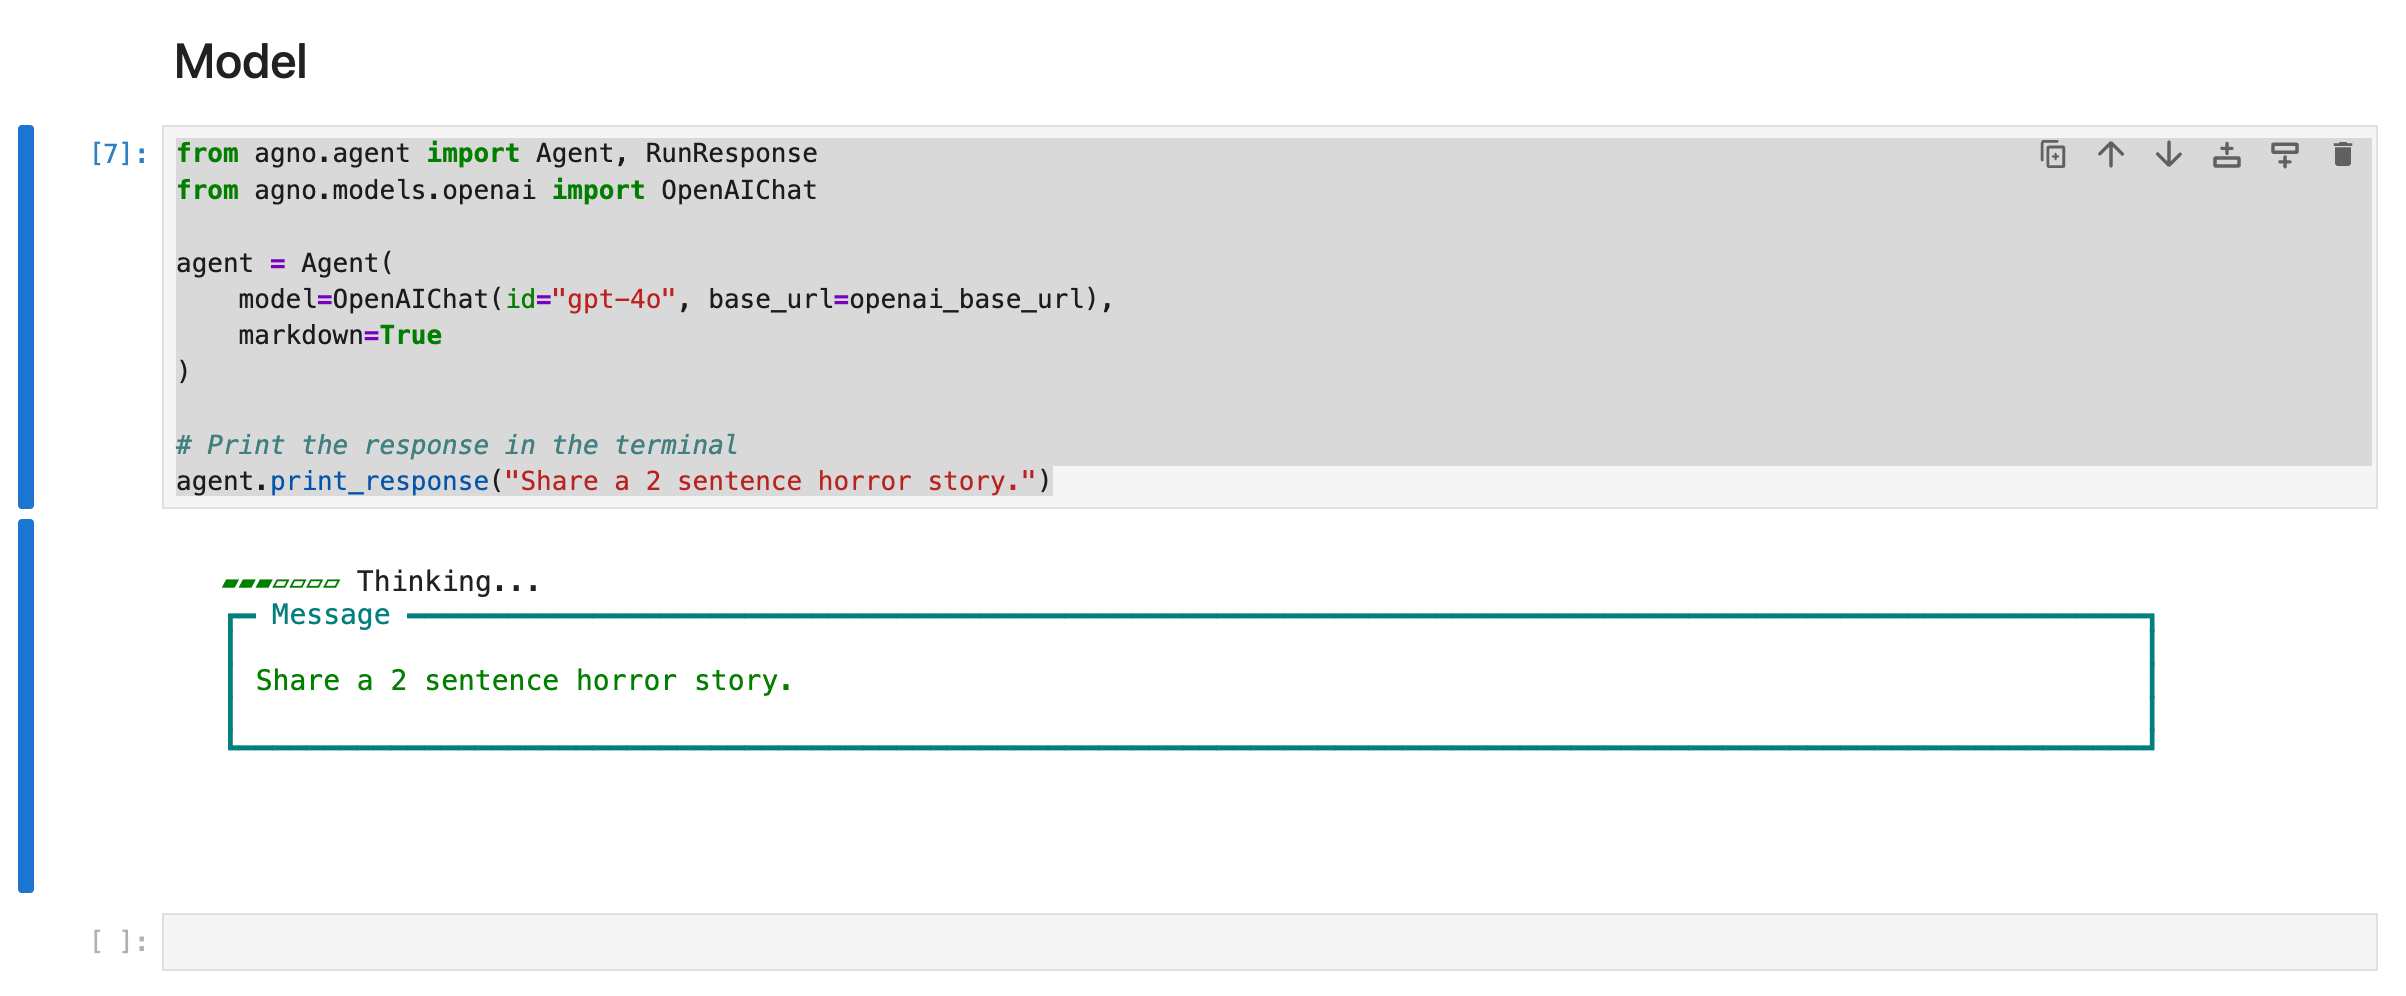 Model
[7]:
from agno.agent import Agent, RunResponse
from agno.models.openai import OpenAIChat

agent = Agent(
    model=OpenAIChat(id="gpt-4o", base_url=openai_base_url),
    markdown=True
)

# Print the response in the terminal
agent.print_response("Share a 2 sentence horror story.")
▰▰▰▱▱▱▱ Thinking...
Message
Share a 2 sentence horror story.
[ ]: